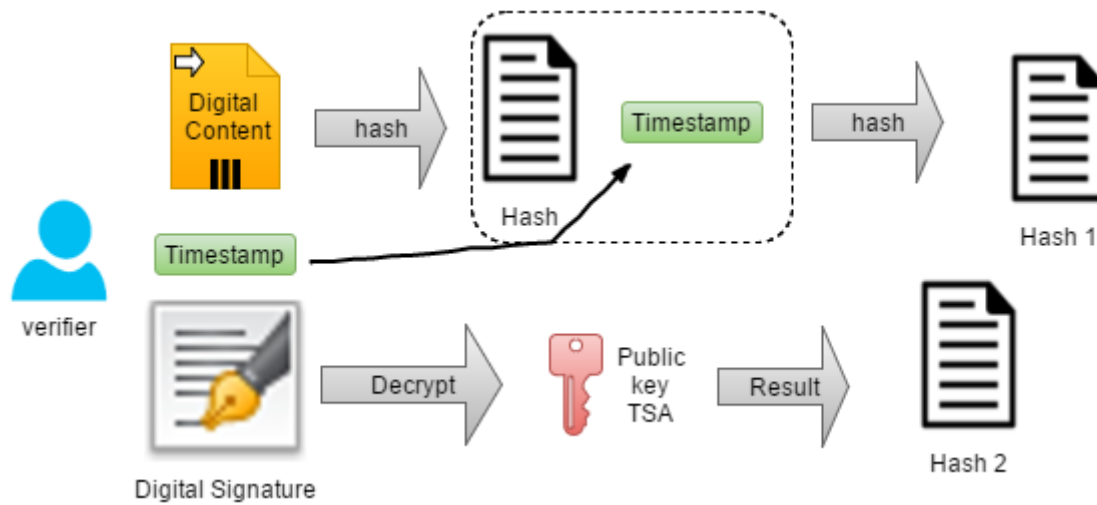 Digital
Content
hash
Hash
Timestamp
hash
Hash 1
verifier
Timestamp
Digital Signature
Decrypt
Public
key
TSA
Result
Hash 2